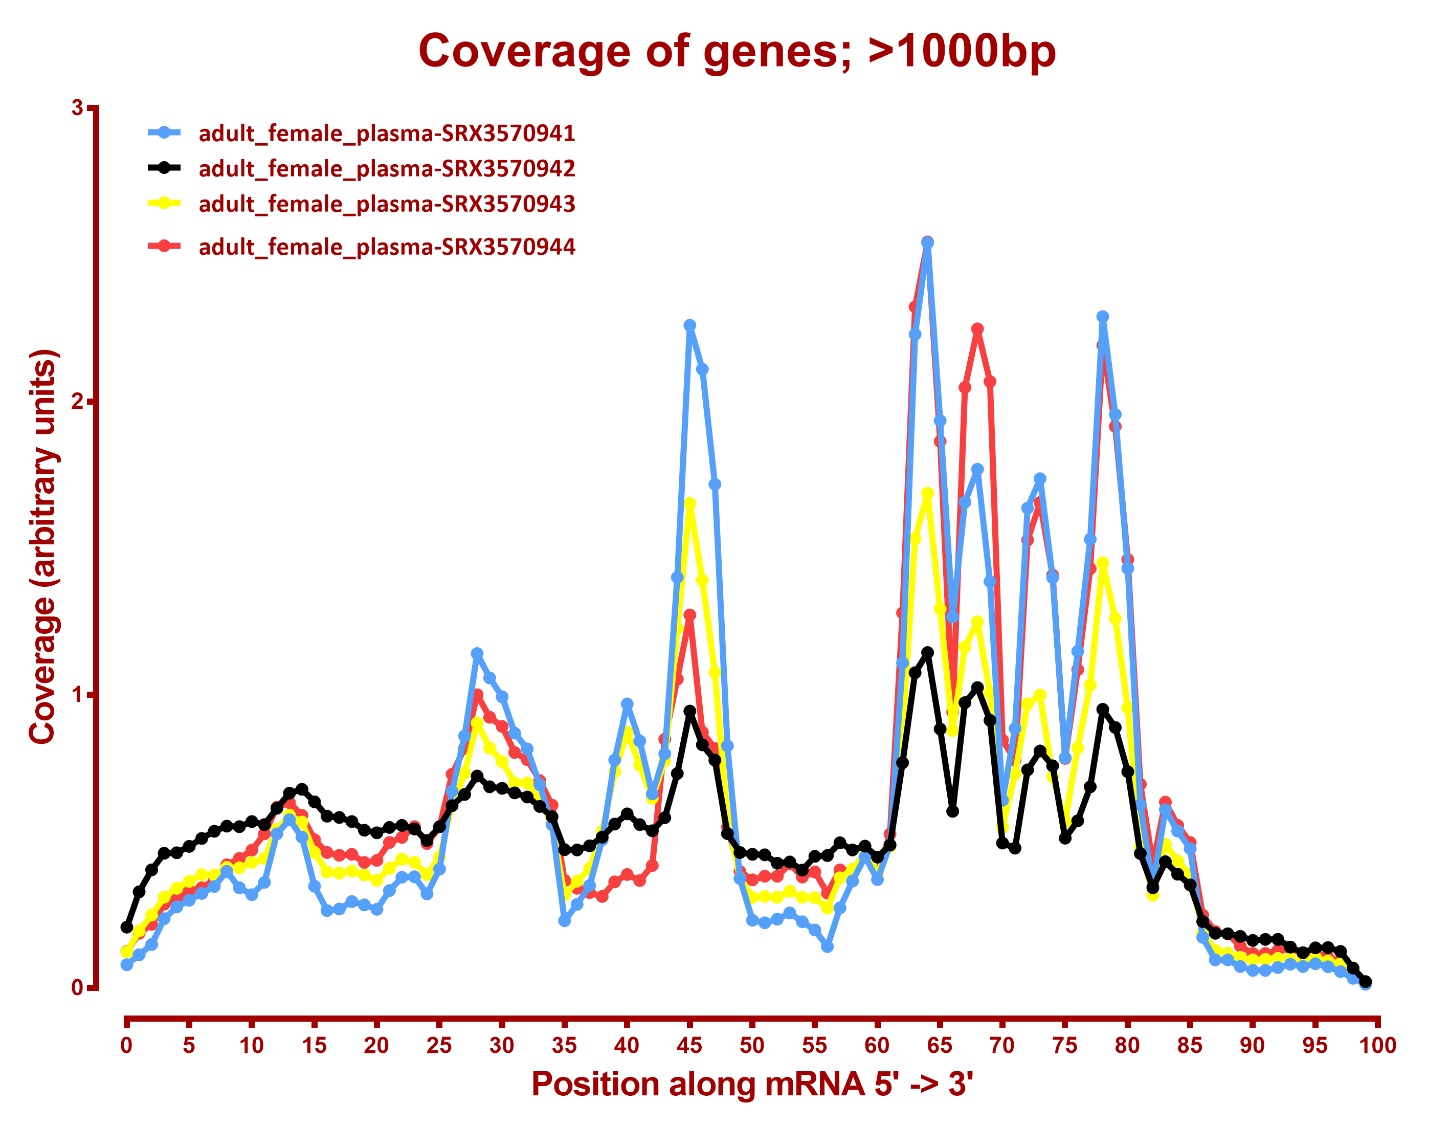 Coverage of genes; >1000bp
3
adult_female_plasma-SRX3570941
adult_female_plasma-SRX3570942
adult_female_plasma-SRX3570943
adult_female_plasma-SRX3570944
2
1
0
Coverage (arbitrary units)
0 5 10 15 20 25 30 35 40 45 50 55 60 65 70 75 80 85 90 95 100
Position along mRNA 5' -> 3'